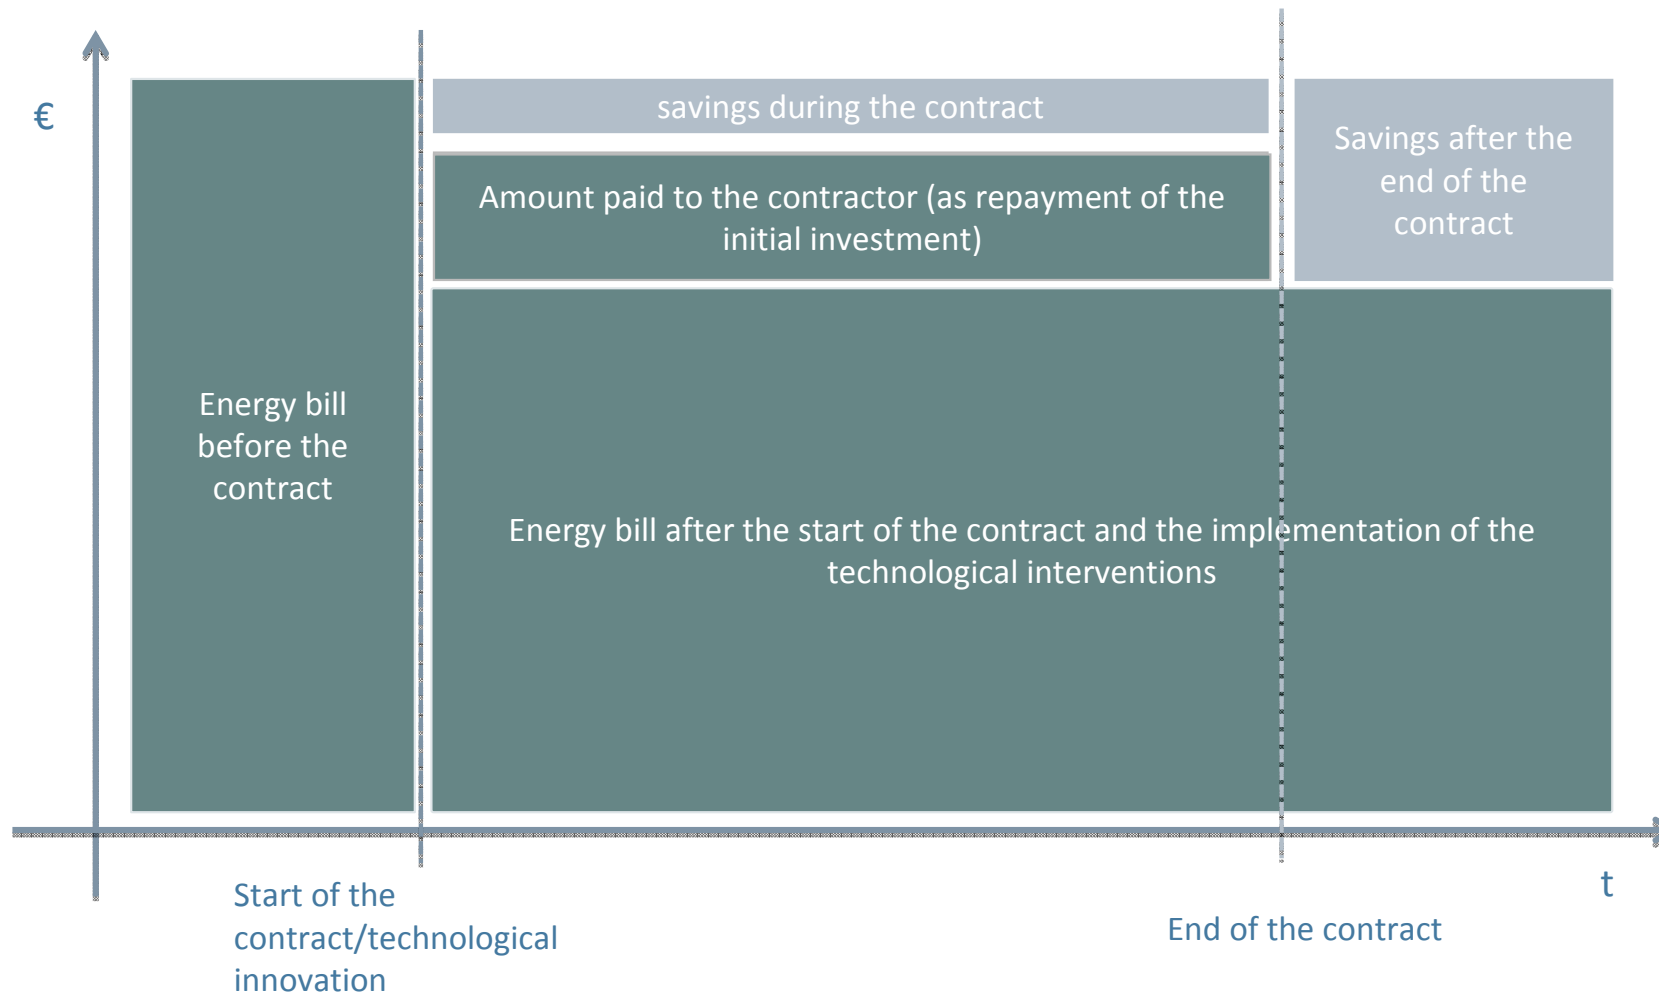 €
savings during the contract
Savings after the
end of the
contract
Amount paid to the contractor (as repayment of the
initial investment)
Energy bill
before the
contract
Energy bill after the start of the contract and the implementation of the
technological interventions
t
Start of the
contract/technological
innovation
End of the contract